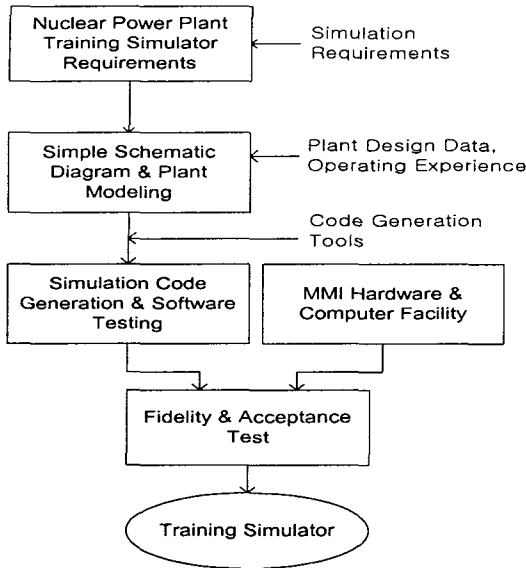 Nuclear Power Plant
Training Simulator
Requirements
Simulation
Requirements
Simple Schematic
Diagram & Plant
Modeling
Plant Design Data,
Operating Experience
Code Generation
Tools
Simulation Code
Generation & Software
Testing
MMI Hardware &
Computer Facility
Fidelity & Acceptance
Test
Training Simulator